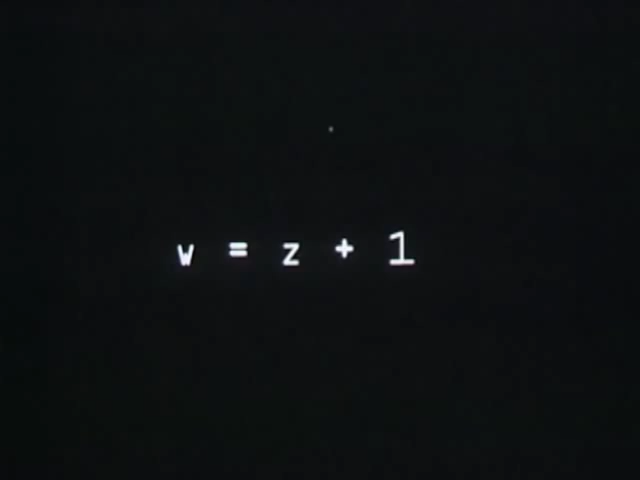 w = z + 1